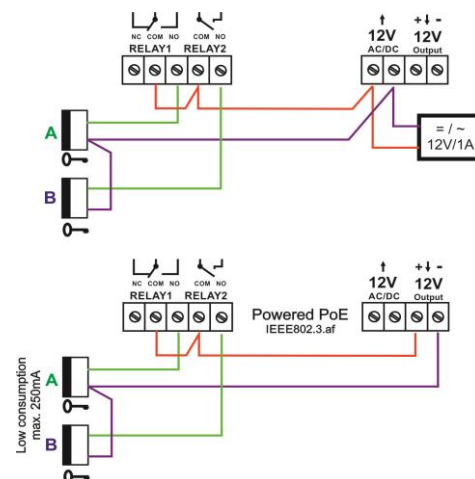 NC COM NO COM NO
RELAY1 RELAY2
↑ + ↓ -
12V 12V
AC/DC Output
A
B
= / ~
12V/1A
NC COM NO COM NO
RELAY1 RELAY2
Powered PoE
IEEE802.3.af
↑ + ↓ -
12V 12V
AC/DC Output
Low consumption
max. 250mA
A
B